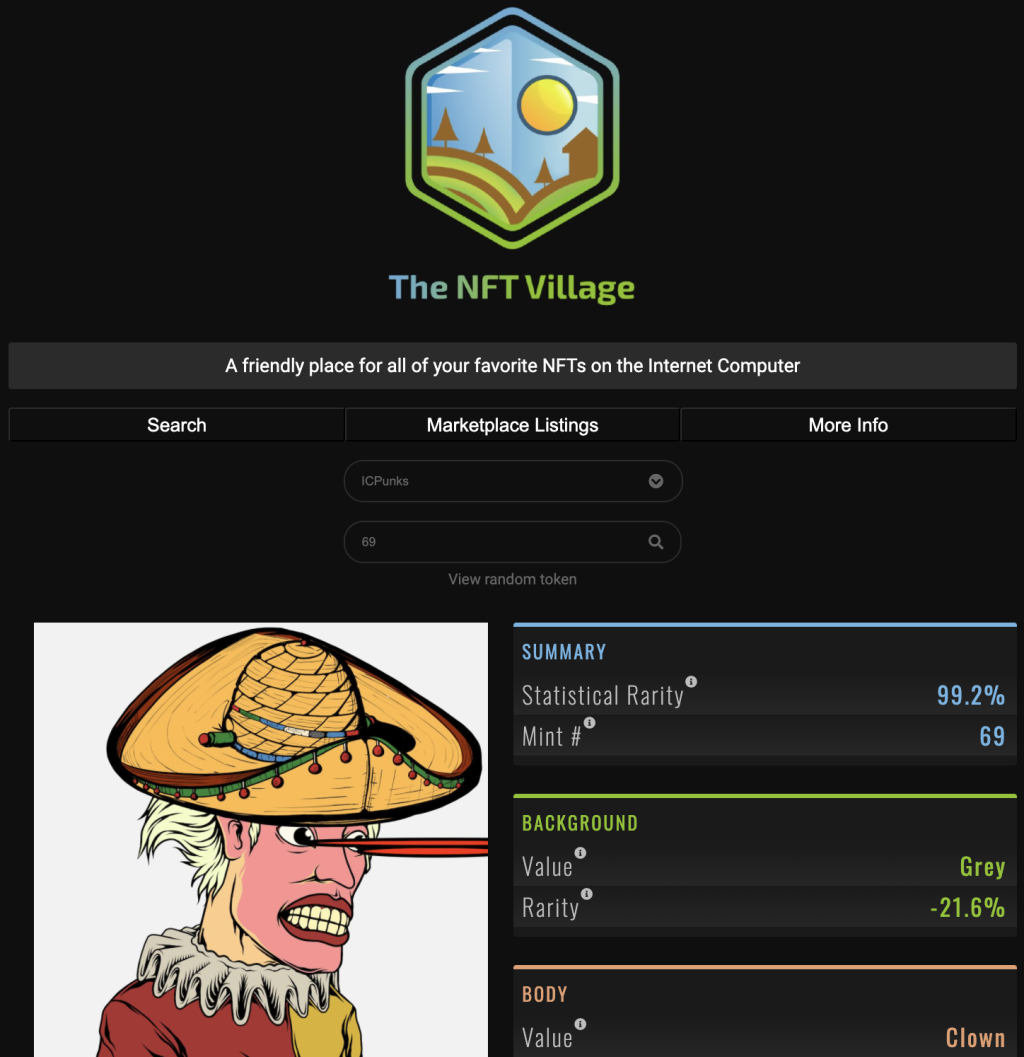 The NFT Village
A friendly place for all of your favorite NFTs on the Internet Computer
Search
Marketplace Listings
More Info
ICPunks
69
View random token
SUMMARY
Statistical Rarity 99.2%
Mint # 69
BACKGROUND
Value Grey
Rarity -21.6%
BODY
Value Clown